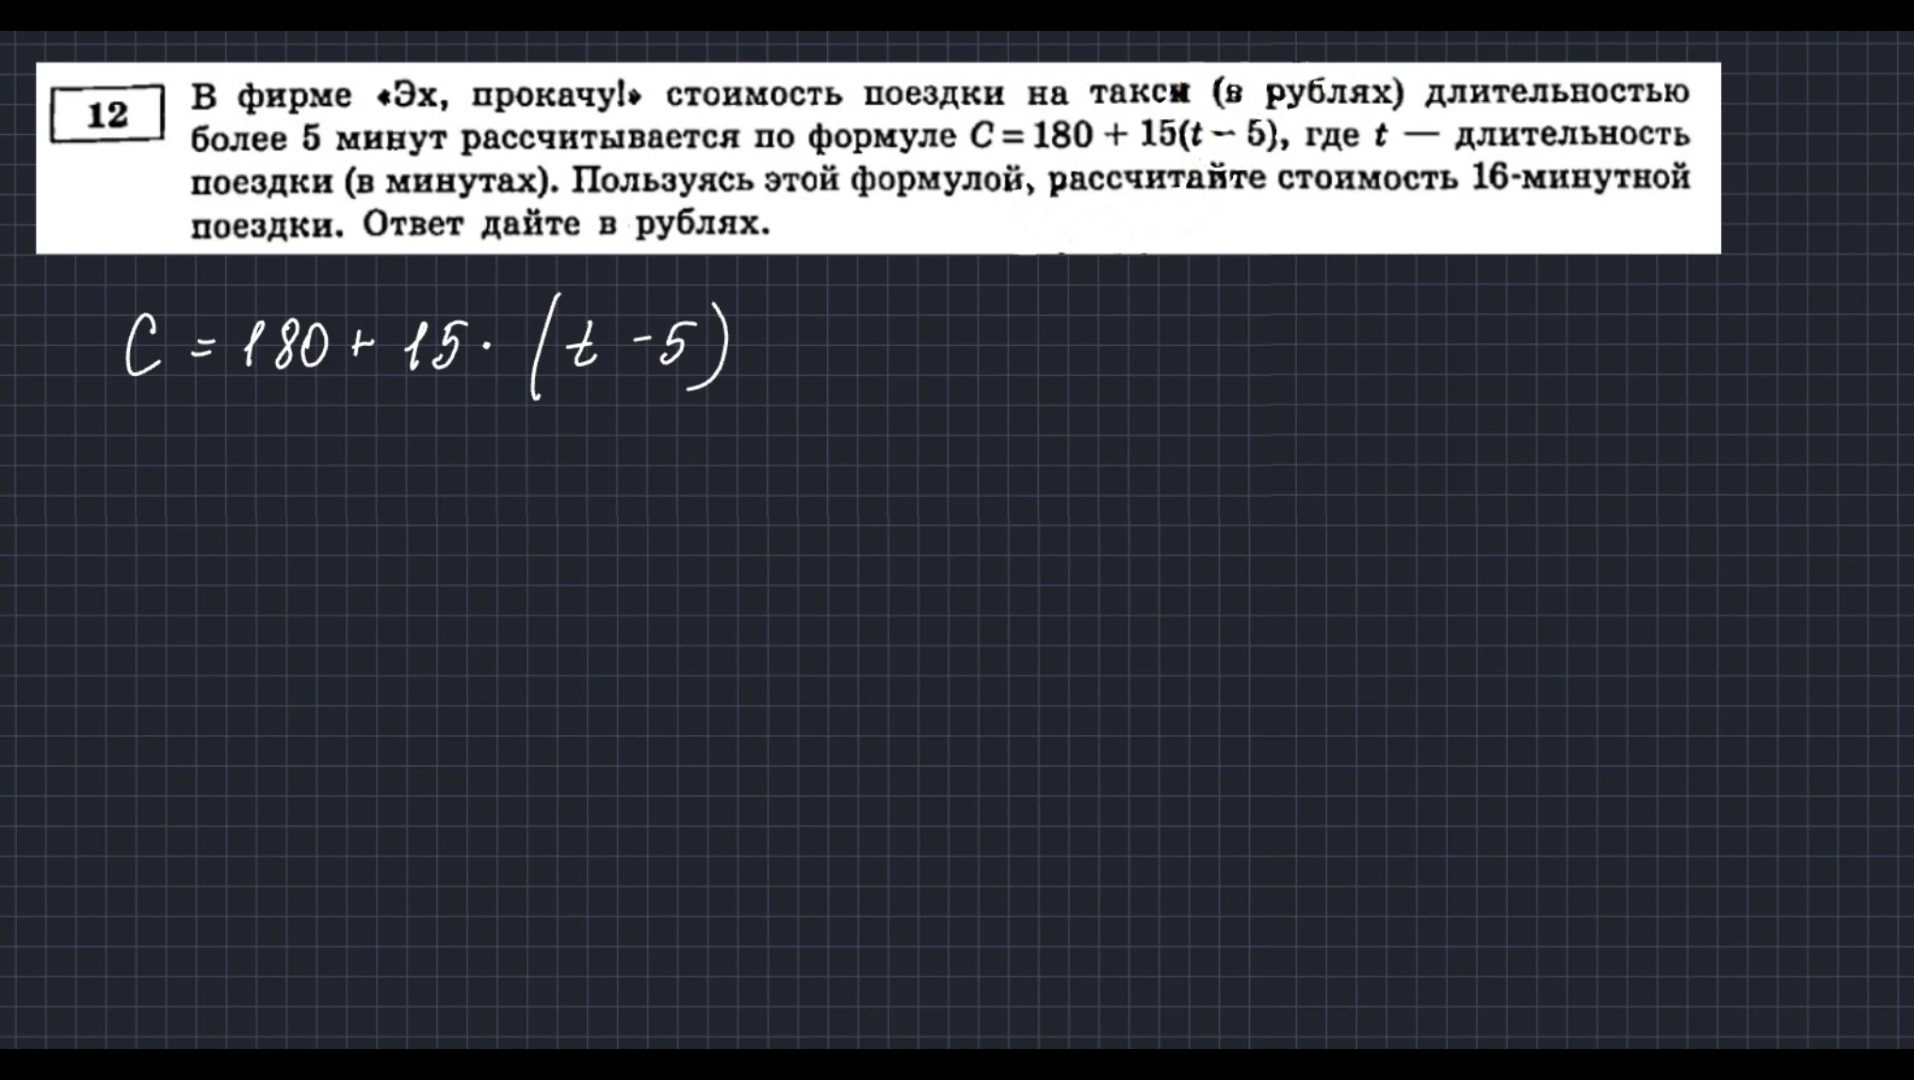 12
В фирме «Эх, прокачу!» стоимость поездки на такси (в рублях) длительностью
более 5 минут рассчитывается по формуле C = 180 + 15(t − 5), где t — длительность
поездки (в минутах). Пользуясь этой формулой, рассчитайте стоимость 16-минутной
поездки. Ответ дайте в рублях.
C = 180 + 15 · (t − 5)